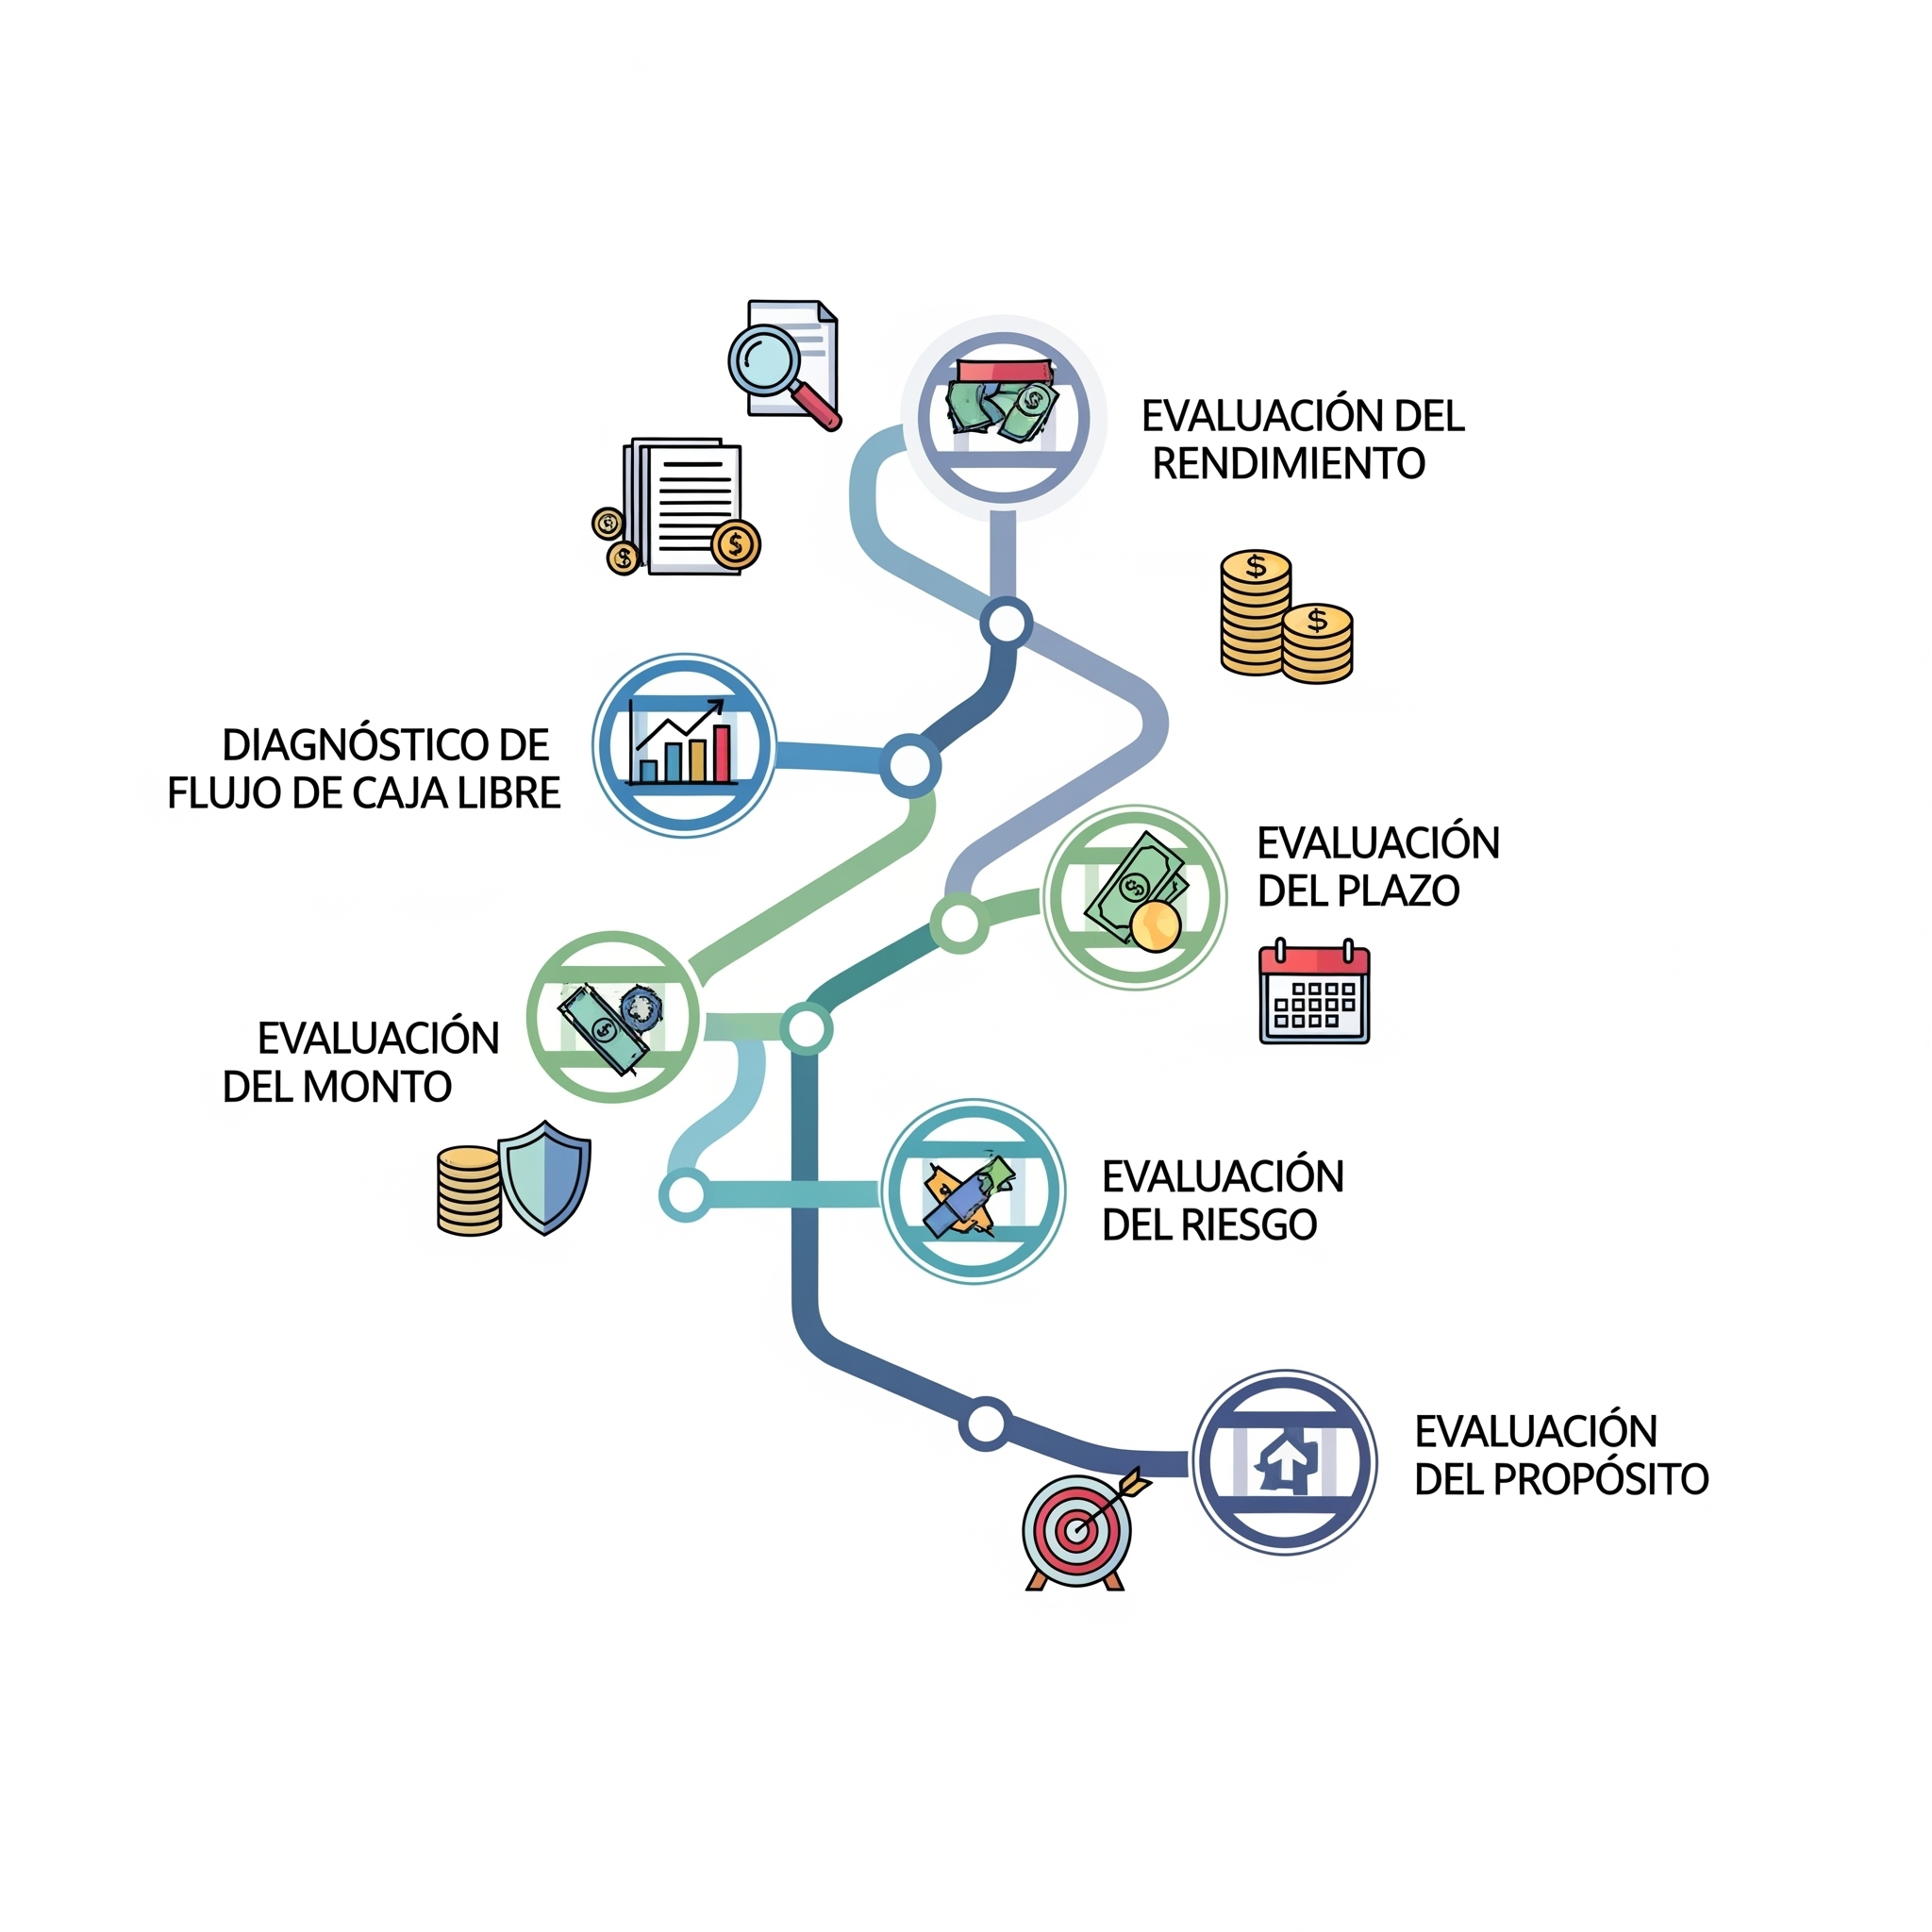 EVALUACIÓN DEL
RENDIMIENTO
DIAGNÓSTICO DE
FLUJO DE CAJA LIBRE
EVALUACIÓN
DEL PLAZO
EVALUACIÓN
DEL MONTO
EVALUACIÓN
DEL RIESGO
EVALUACIÓN
DEL PROPÓSITO